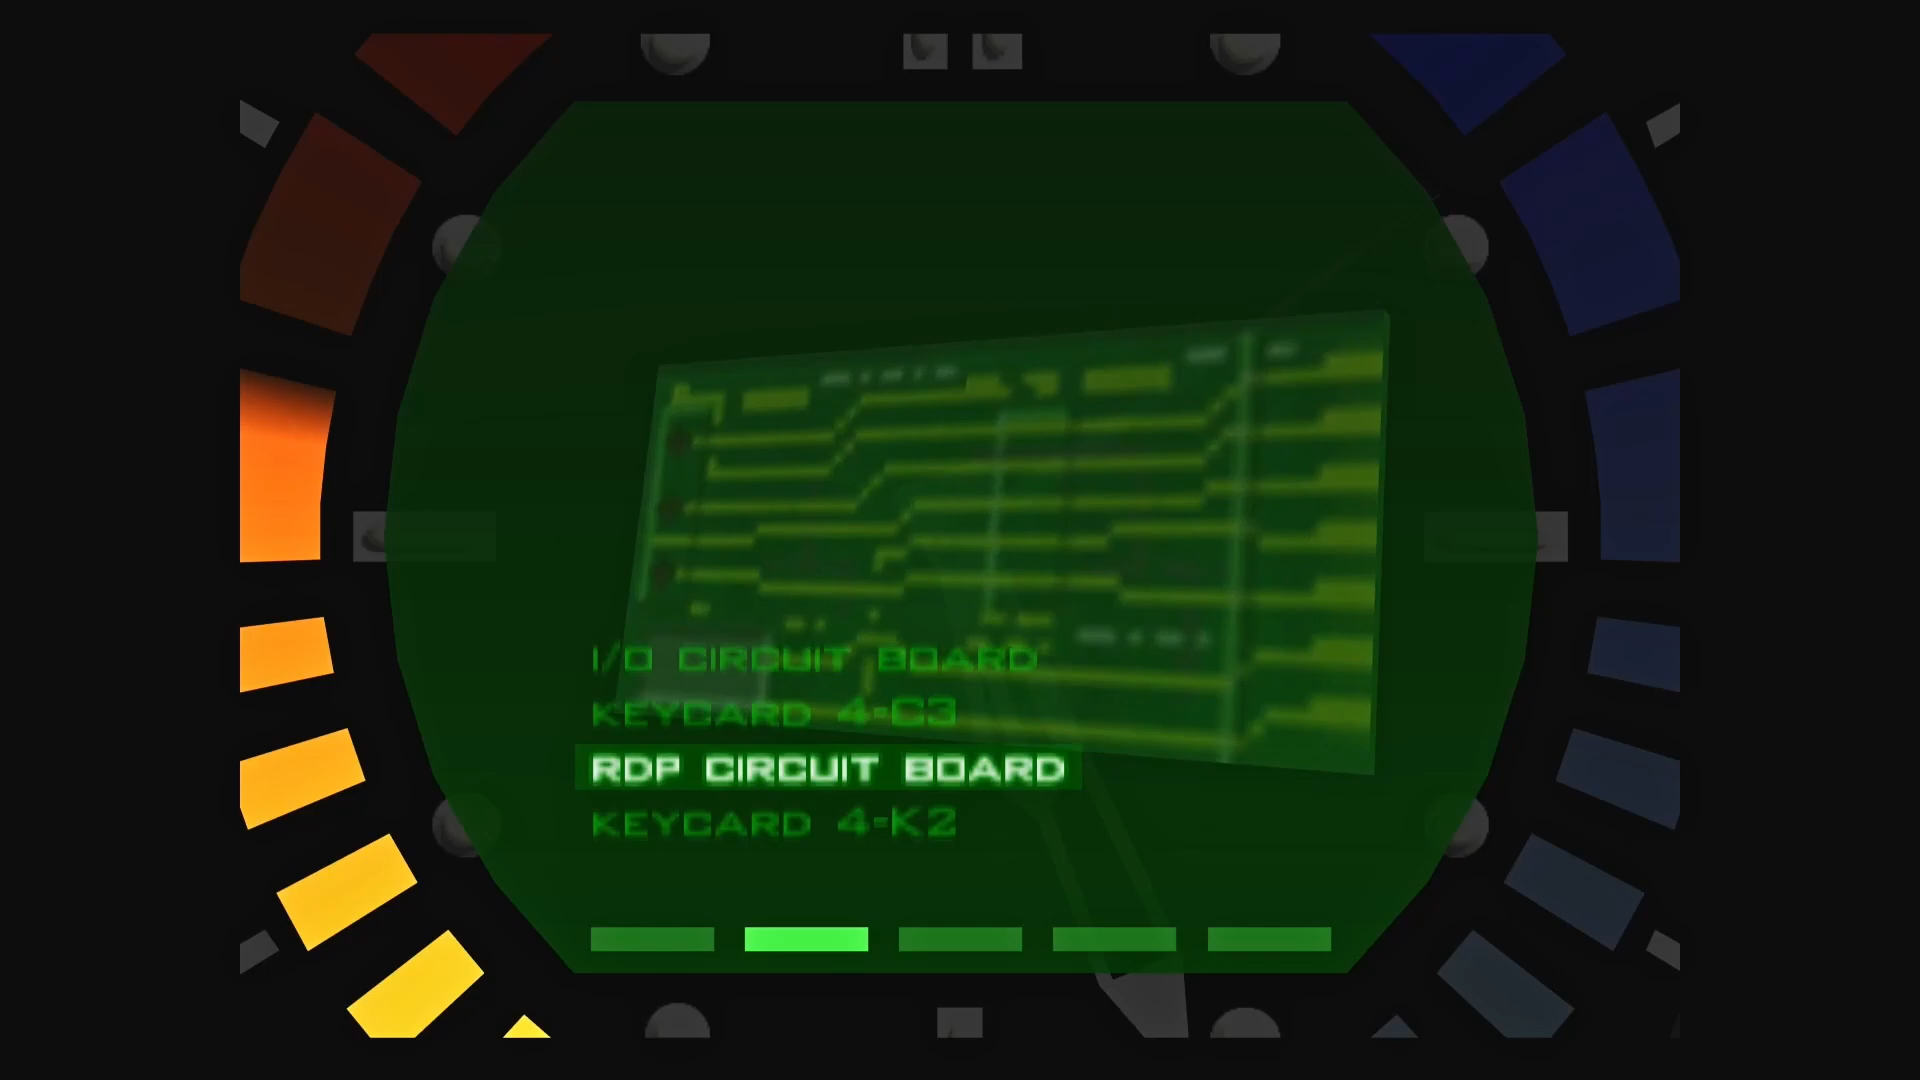 I/O CIRCUIT BOARD
KEYCARD 4-C3
RDP CIRCUIT BOARD
KEYCARD 4-K2